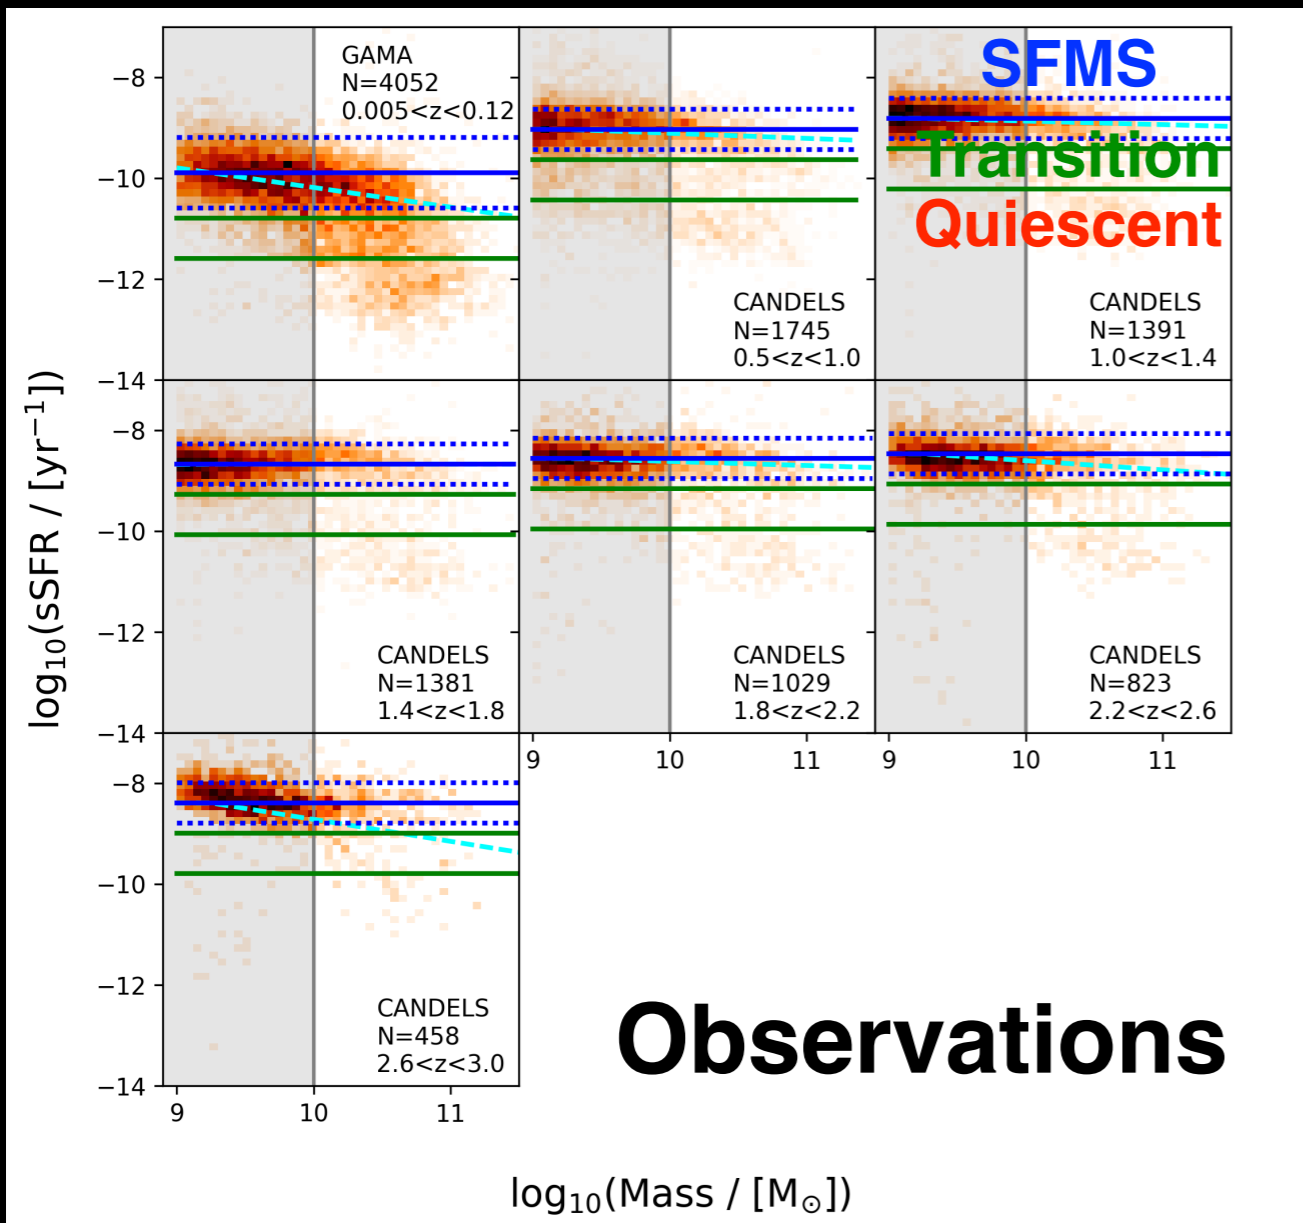 GAMA
N=4052
0.005<z<0.12
SFMS
Transition
Quiescent
CANDELS
N=1745
0.5<z<1.0
CANDELS
N=1391
1.0<z<1.4
−8
−10
−12
−14
CANDELS
N=1381
1.4<z<1.8
CANDELS
N=1029
1.8<z<2.2
CANDELS
N=823
2.2<z<2.6
−8
−10
−12
−14
9 10 11
9 10 11
CANDELS
N=458
2.6<z<3.0
−8
−10
−12
−14
9 10 11
Observations
log₁₀(sSFR / [yr⁻¹])
log₁₀(Mass / [M☉])